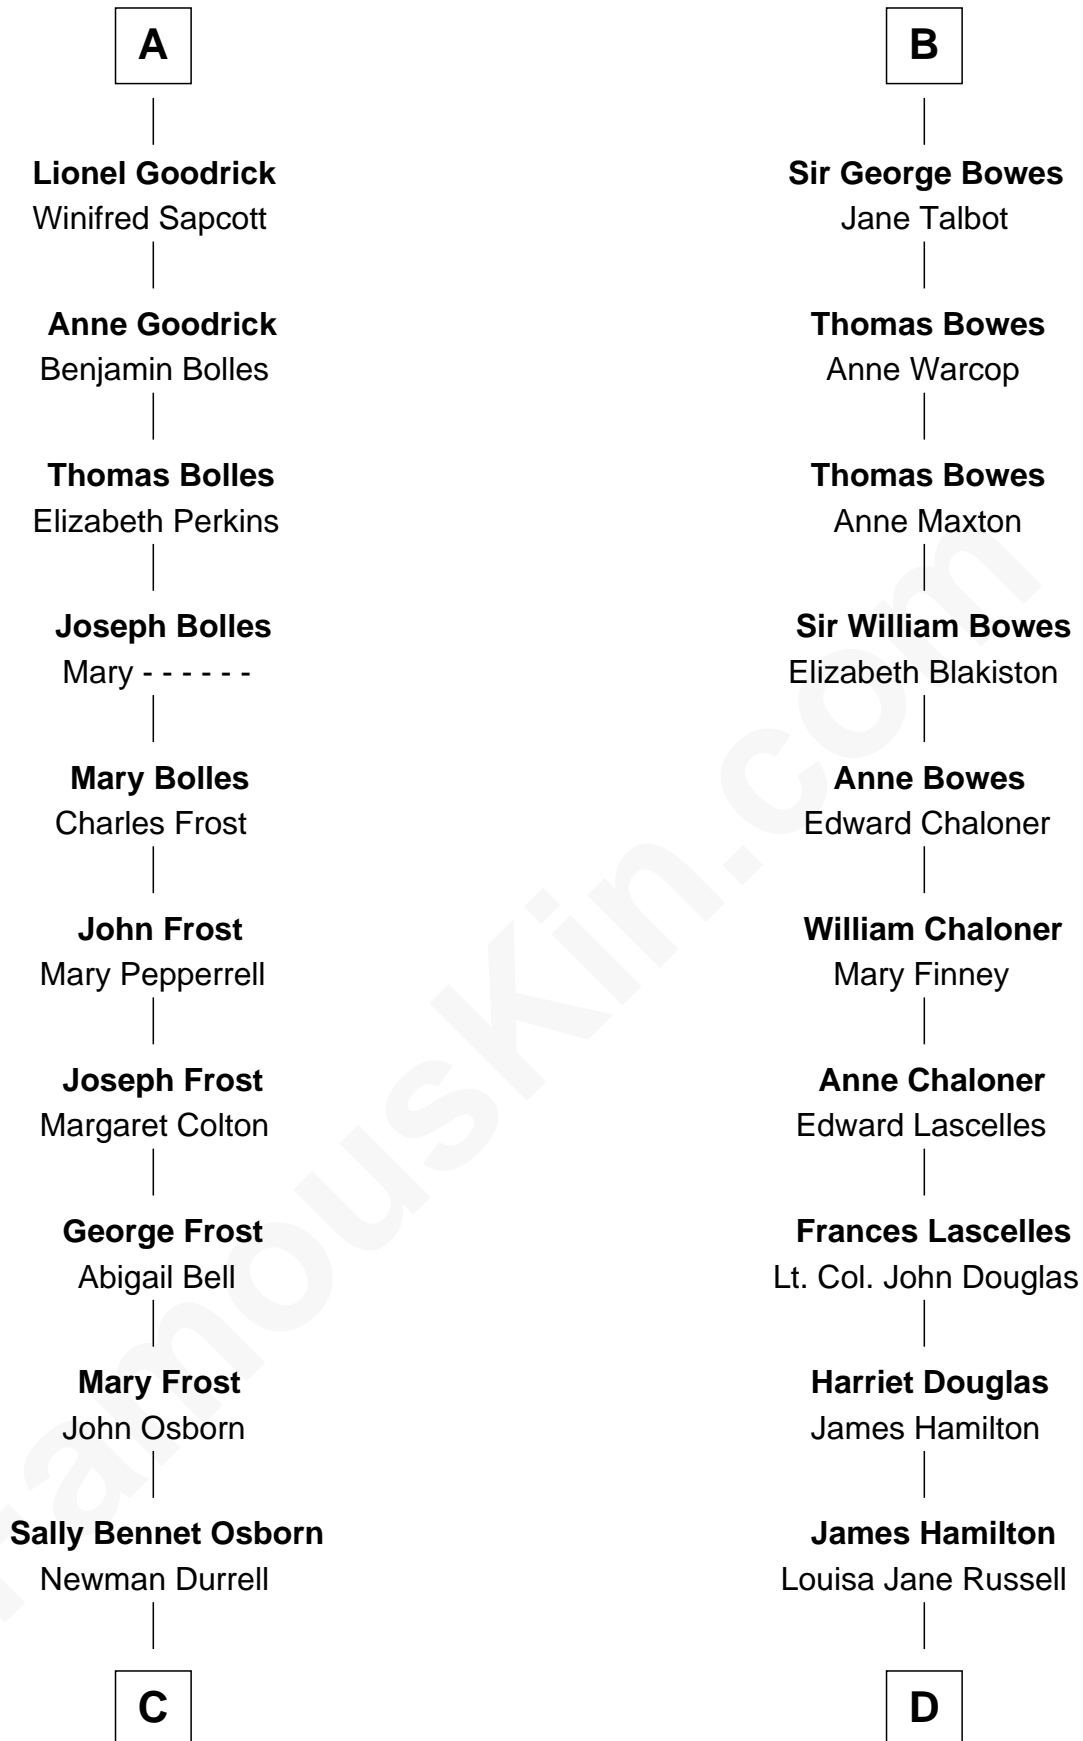 A
Lionel Goodrick
Winifred Sapcott
Anne Goodrick
Benjamin Bolles
Thomas Bolles
Elizabeth Perkins
Joseph Bolles
Mary - - - - - -
Mary Bolles
Charles Frost
John Frost
Mary Pepperrell
Joseph Frost
Margaret Colton
George Frost
Abigail Bell
Mary Frost
John Osborn
Sally Bennet Osborn
Newman Durrell
C
B
Sir George Bowes
Jane Talbot
Thomas Bowes
Anne Warcop
Thomas Bowes
Anne Maxton
Sir William Bowes
Elizabeth Blakiston
Anne Bowes
Edward Chaloner
William Chaloner
Mary Finney
Anne Chaloner
Edward Lascelles
Frances Lascelles
Lt. Col. John Douglas
Harriet Douglas
James Hamilton
James Hamilton
Louisa Jane Russell
D
FamousKin.com